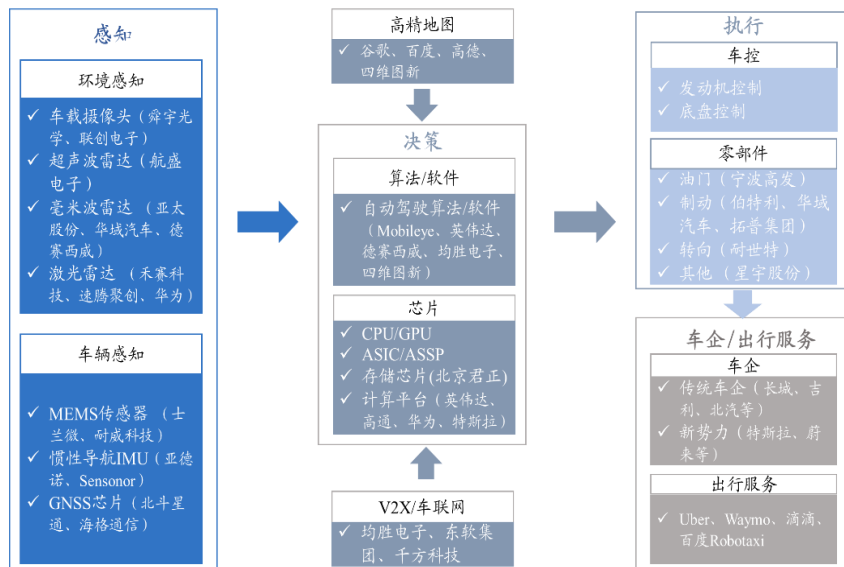 感知
环境感知
✓ 车载摄像头（舜宇光
学、联创电子）
✓ 超声波雷达（航盛
电子）
✓ 毫米波雷达（亚太
股份、华域汽车、德
赛西威）
✓ 激光雷达（禾赛科
技、速腾聚创、华为）
车辆感知
✓ MEMS传感器（士
兰微、耐威科技）
✓ 惯性导航IMU（亚德
诺、Sensonor）
✓ GNSS芯片（北斗星
通、海格通信）
高精地图
✓ 谷歌、百度、高德、
四维图新
决策
算法/软件
✓ 自动驾驶算法/软件
（Mobileye、英伟达、
德赛西威、均胜电子、
四维图新）
芯片
✓ CPU/GPU
✓ ASIC/ASSP
✓ 存储芯片(北京君正)
✓ 计算平台（英伟达、
高通、华为、特斯拉）
V2X/车联网
✓ 均胜电子、东软集
团、千方科技
执行
车控
✓ 发动机控制
✓ 底盘控制
零部件
✓ 油门（宁波高发）
✓ 制动（伯特利、华域
汽车、拓普集团）
✓ 转向（耐世特）
✓ 其他（星宇股份）
车企/出行服务
车企
✓ 传统车企（长城、吉
利、北汽等）
✓ 新势力（特斯拉、蔚
来等）
出行服务
✓ Uber、Waymo、滴滴、
百度Robotaxi